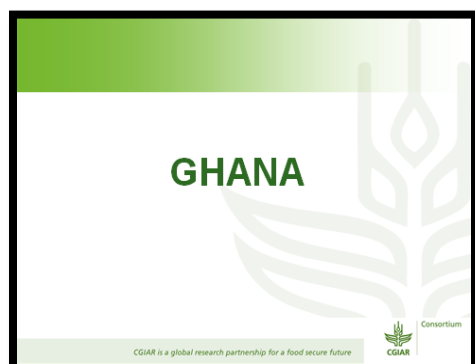 GHANA
CGIAR is a global research partnership for a food secure future
CGIAR
Consortium